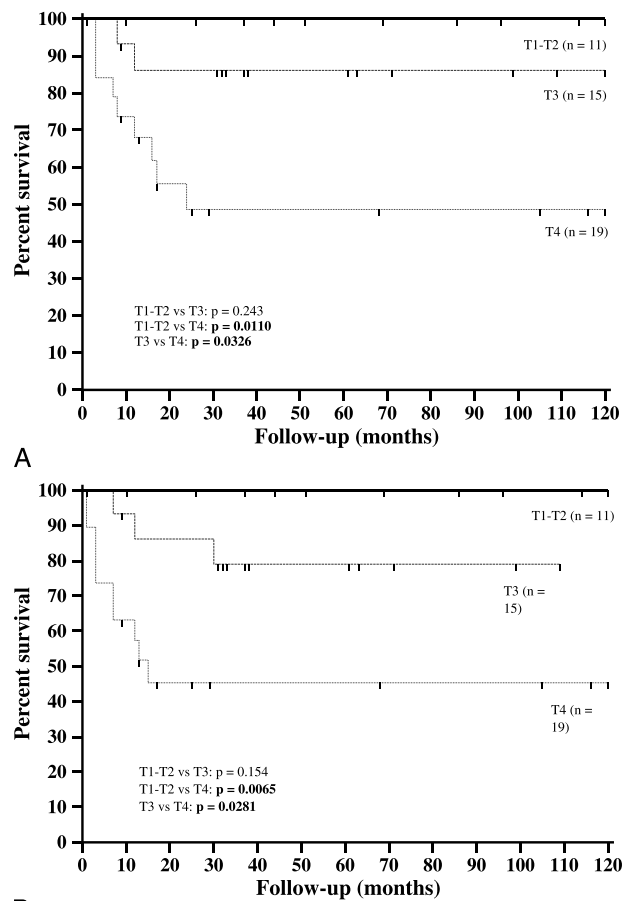 100
90
80
70
60
50
40
30
20
10
0
Percent survival
T1-T2 (n = 11)
T3 (n = 15)
T4 (n = 19)
T1-T2 vs T3: p = 0.243
T1-T2 vs T4: p = 0.0110
T3 vs T4: p = 0.0326
0 10 20 30 40 50 60 70 80 90 100 110 120
Follow-up (months)
A
100
90
80
70
60
50
40
30
20
10
0
Percent survival
T1-T2 (n = 11)
T3 (n =
15)
T4 (n =
19)
T1-T2 vs T3: p = 0.154
T1-T2 vs T4: p = 0.0065
T3 vs T4: p = 0.0281
0 10 20 30 40 50 60 70 80 90 100 110 120
Follow-up (months)